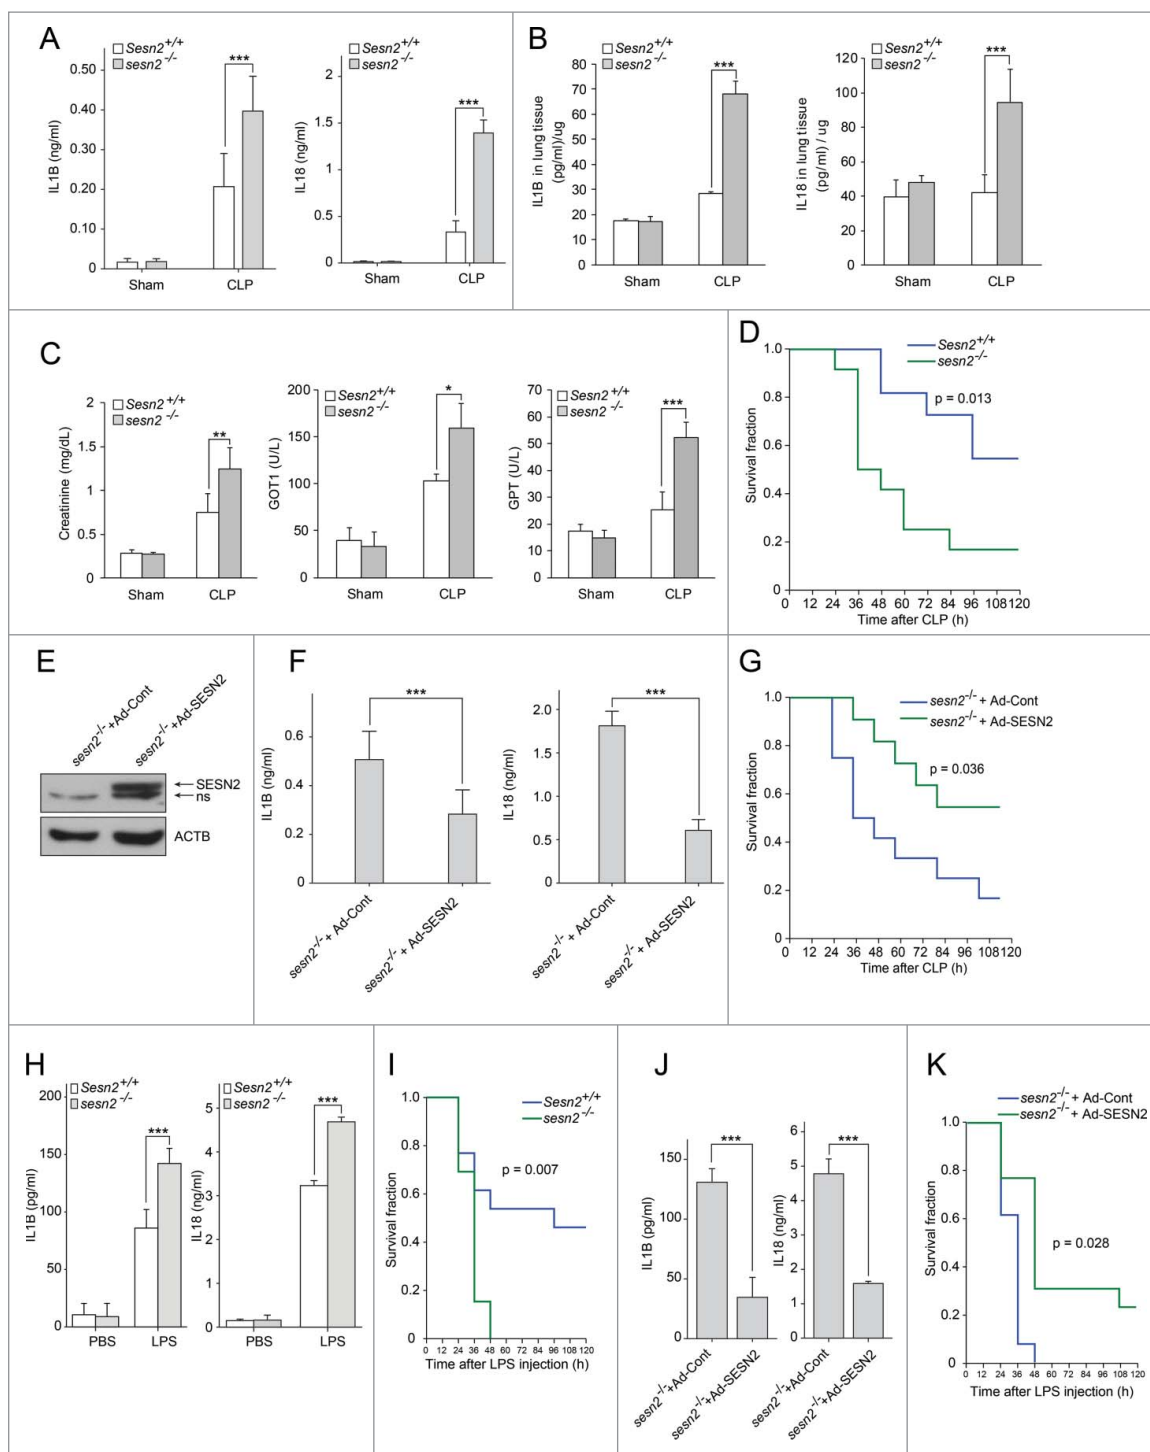 A
Sesn2+/+
sesn2-/-
IL1B (ng/ml)
0.50
0.40
0.30
0.20
0.10
0
***
Sham
CLP
Sesn2+/+
sesn2-/-
IL18 (ng/ml)
2
1.5
1
0.5
0
***
Sham
CLP
B
Sesn2+/+
sesn2-/-
IL1B in lung tissue
(pg/ml)/ug
80
70
60
50
40
30
20
10
0
***
Sham
CLP
Sesn2+/+
sesn2-/-
IL18 in lung tissue
(pg/ml) / ug
120
100
80
60
40
20
0
***
Sham
CLP
C
Sesn2+/+
sesn2-/-
Creatinine (mg/dL)
2
1.5
1
0.5
0
**
Sham
CLP
Sesn2+/+
sesn2-/-
GOT1 (U/L)
200
150
100
50
0
*
Sham
CLP
Sesn2+/+
sesn2-/-
GPT (U/L)
70
60
50
40
30
20
10
0
***
Sham
CLP
D
Sesn2+/+
sesn2-/-
p = 0.013
Survival fraction
1.0
0.8
0.6
0.4
0.2
0
0 12 24 36 48 60 72 84 96 108 120
Time after CLP (h)
E
sesn2-/-+Ad-Cont
sesn2-/-+Ad-SESN2
SESN2
ns
ACTB
F
IL1B (ng/ml)
0.6
0.4
0.2
0
***
sesn2-/-+ Ad-Cont
sesn2-/-+ Ad-SESN2
IL18 (ng/ml)
2.0
1.5
1.0
0.5
0
***
sesn2-/-+ Ad-Cont
sesn2-/-+ Ad-SESN2
G
sesn2-/- + Ad-Cont
sesn2-/- + Ad-SESN2
p = 0.036
Survival fraction
1.0
0.8
0.6
0.4
0.2
0
0 12 24 36 48 60 72 84 96 108 120
Time after CLP (h)
H
Sesn2+/+
sesn2-/-
IL1B (pg/ml)
200
150
100
50
0
***
PBS
LPS
Sesn2+/+
sesn2-/-
IL18 (ng/ml)
5
4
3
2
1
0
***
PBS
LPS
I
Sesn2+/+
sesn2-/-
p = 0.007
Survival fraction
1.0
0.8
0.6
0.4
0.2
0
0 12 24 36 48 60 72 84 96 108 120
Time after LPS injection (h)
J
IL1B (pg/ml)
150
100
50
0
***
sesn2-/-+Ad-Cont
sesn2-/-+Ad-SESN2
IL18 (ng/ml)
6
5
4
3
2
1
0
***
sesn2-/-+Ad-Cont
sesn2-/-+Ad-SESN2
K
sesn2-/- + Ad-Cont
sesn2-/- + Ad-SESN2
p = 0.028
Survival fraction
1.0
0.8
0.6
0.4
0.2
0
0 12 24 36 48 60 72 84 96 108 120
Time after LPS injection (h)